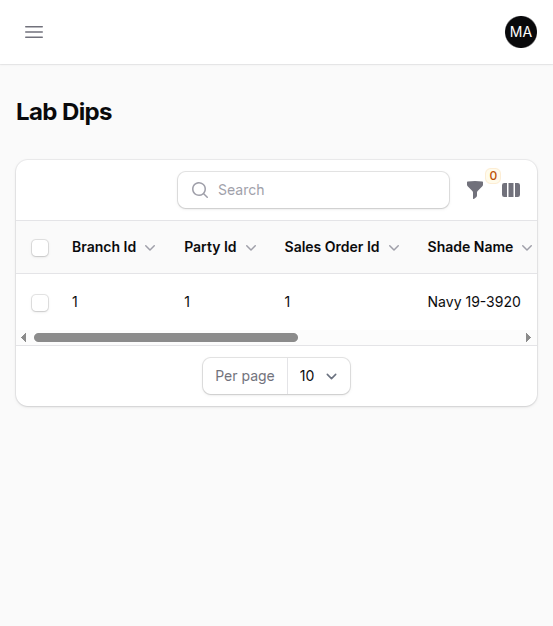 MA
Lab Dips
Search
0
Branch Id Party Id Sales Order Id Shade Name
1 1 1 Navy 19-3920
Per page 10